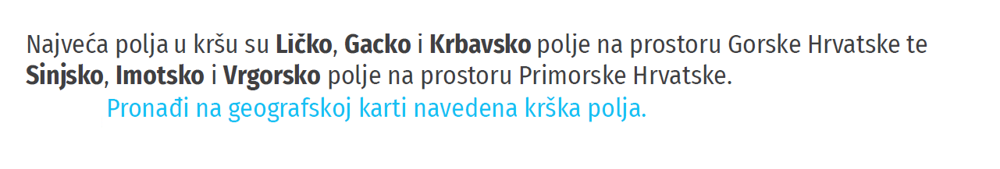 Najveća polja u kršu su Ličko, Gacko i Krbavsko polje na prostoru Gorske Hrvatske te
Sinjsko, Imotsko i Vrgorsko polje na prostoru Primorske Hrvatske.
Pronađi na geografskoj karti navedena krška polja.